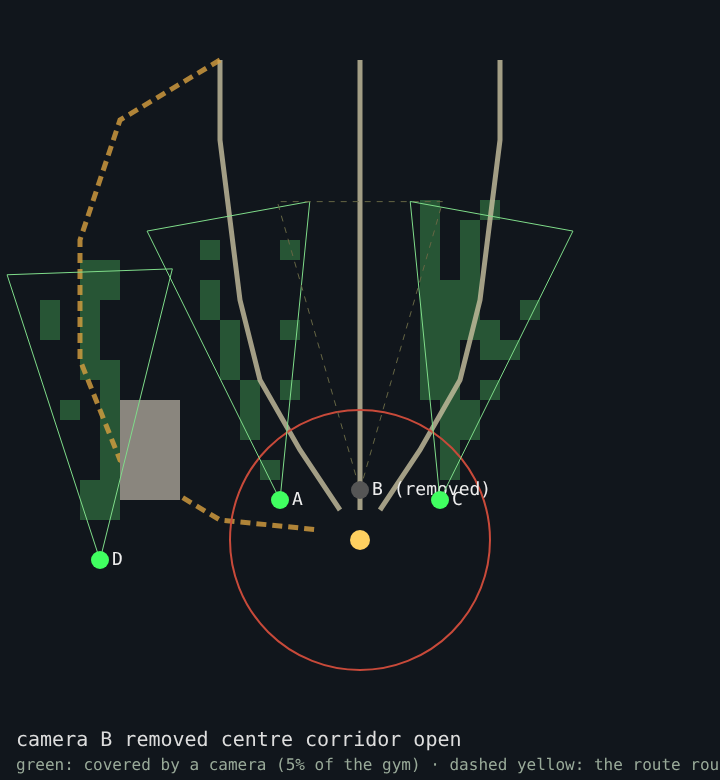 B (removed)
A
C
D
camera B removed centre corridor open
green: covered by a camera (5% of the gym) · dashed yellow: the route rou